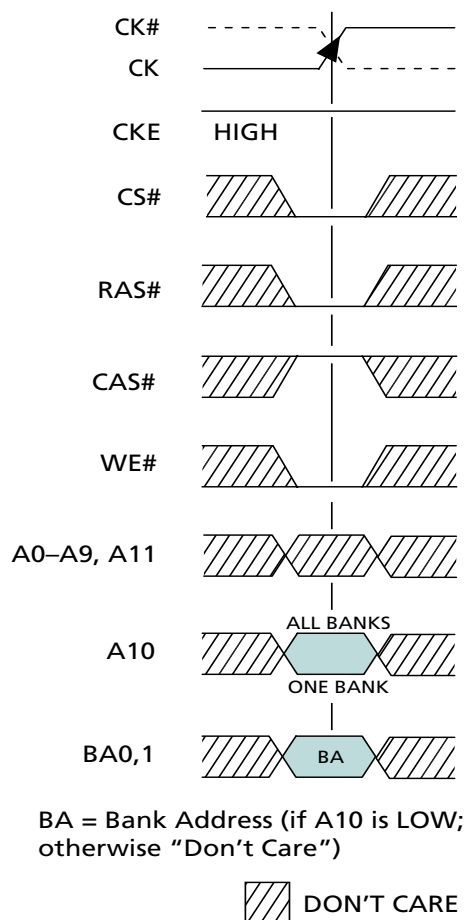 CK#
CK
CKE HIGH
CS#
RAS#
CAS#
WE#
A0–A9, A11
ALL BANKS
A10
ONE BANK
BA0,1 BA
BA = Bank Address (if A10 is LOW;
otherwise “Don’t Care”)
DON’T CARE